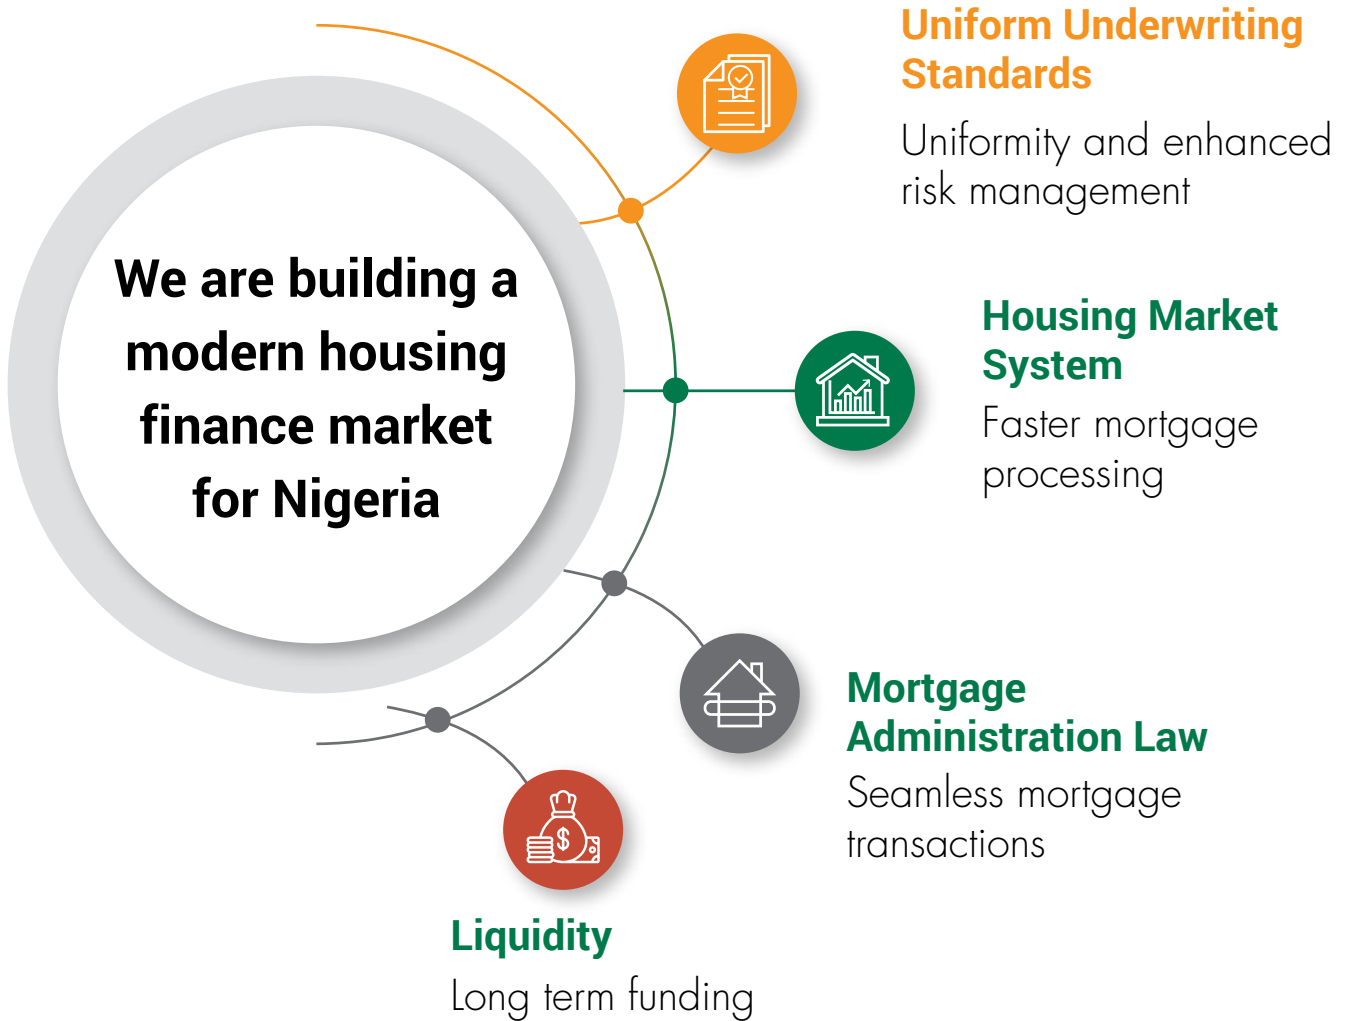 We are building a
modern housing
finance market
for Nigeria
Uniform Underwriting
Standards
Uniformity and enhanced
risk management
Housing Market
System
Faster mortgage
processing
Mortgage
Administration Law
Seamless mortgage
transactions
$
Liquidity
Long term funding